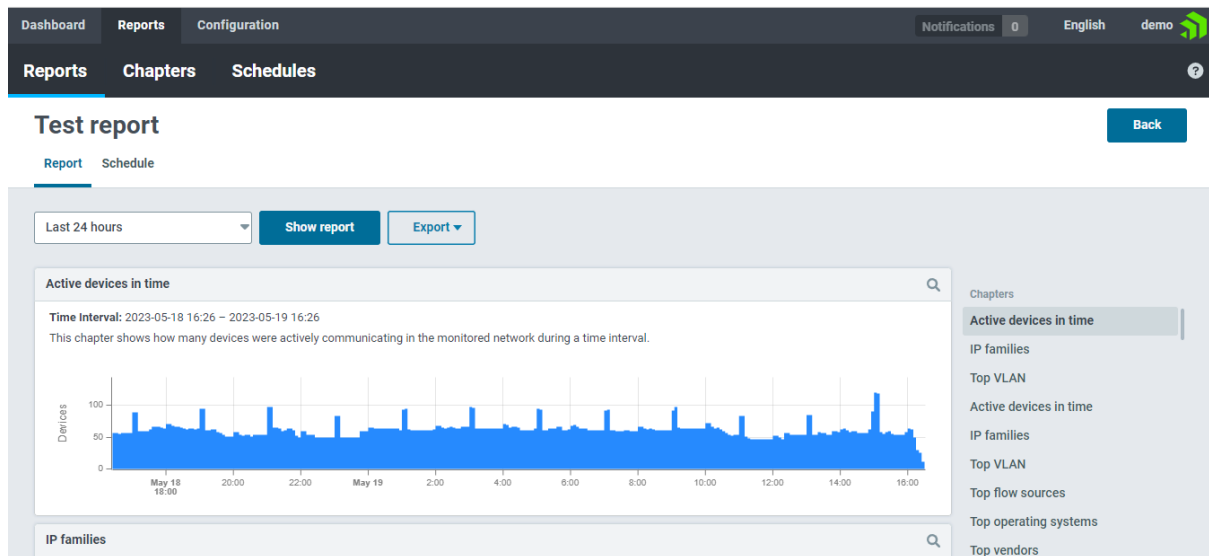 Dashboard Reports Configuration Notifications 0 English demo
Reports Chapters Schedules ?
Test report Back
Report Schedule
Last 24 hours Show report Export
Active devices in time
Time Interval: 2023-05-18 16:26 – 2023-05-19 16:26
This chapter shows how many devices were actively communicating in the monitored network during a time interval.
Devices
100
50
0
May 18 20:00 22:00 May 19 2:00 4:00 6:00 8:00 10:00 12:00 14:00 16:00
18:00
IP families
Chapters
Active devices in time
IP families
Top VLAN
Active devices in time
IP families
Top VLAN
Top flow sources
Top operating systems
Top vendors